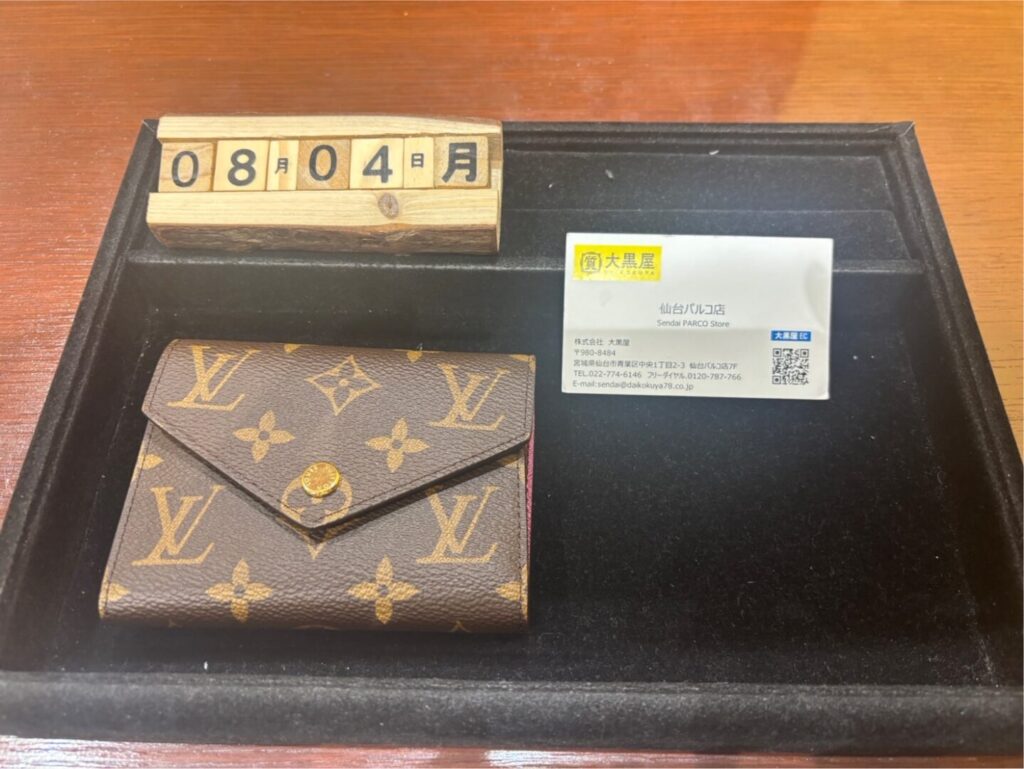 08月04日月
質 大黒屋
DAIKOKUYA
仙台パルコ店
Sendai PARCO Store
大黒屋 EC
株式会社 大黒屋
〒980-8484
宮城県仙台市青葉区中央1丁目2-3 仙台パルコ店7F
TEL.022-774-6146 フリーダイヤル.0120-787-766
E-mail:sendai@daikokuya78.co.jp
LV
LV
LV
LV